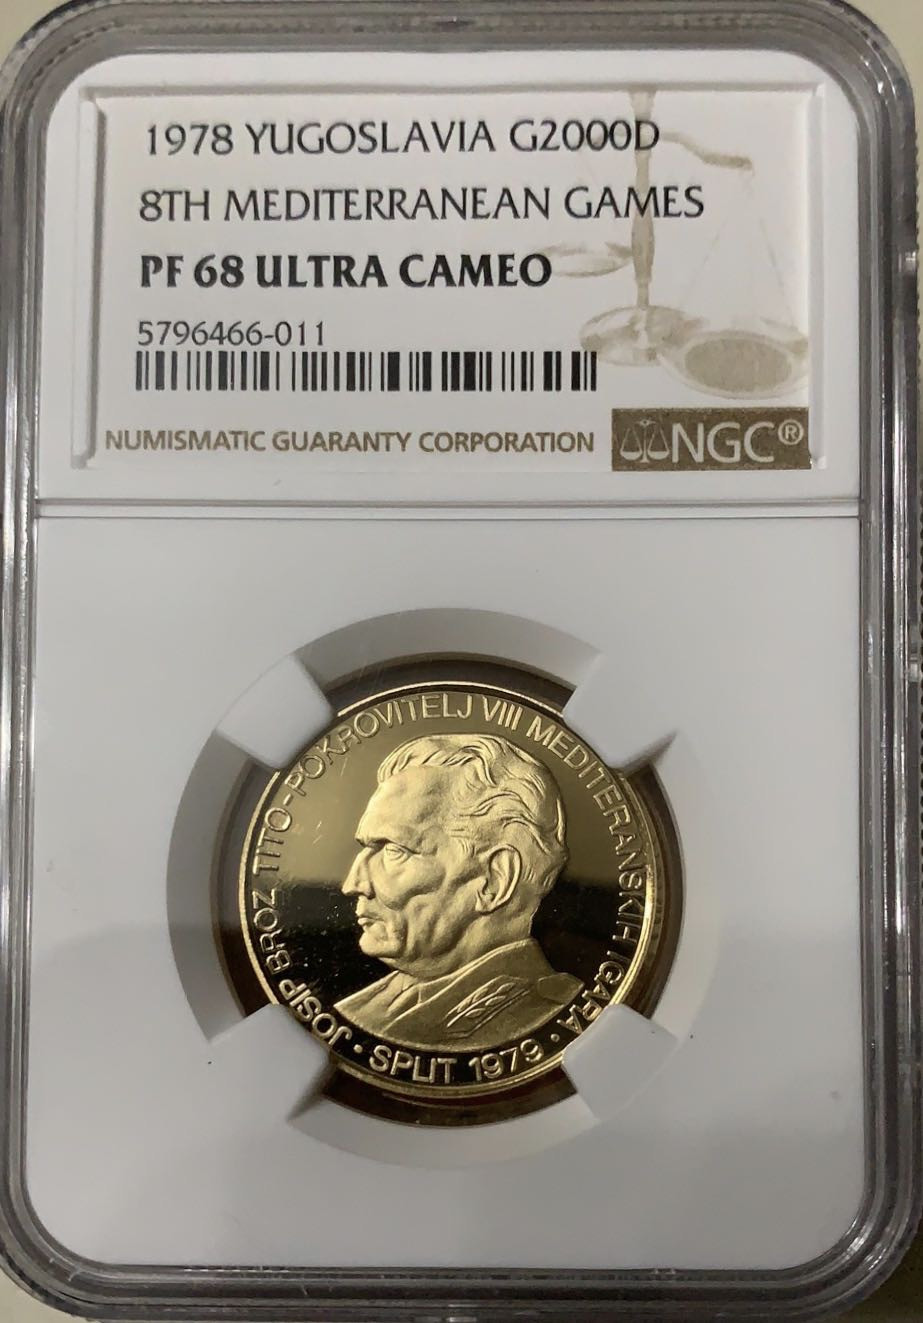 1978 YUGOSLAVIA G2000D
8TH MEDITERRANEAN GAMES
PF 68 ULTRA CAMEO
5796466-011
NUMISMATIC GUARANTY CORPORATION
NGC®
JOSIP BROZ TITO-POKROVITELJ VIII MEDITERANSKIH IGARA
• SPLIT 1979 •